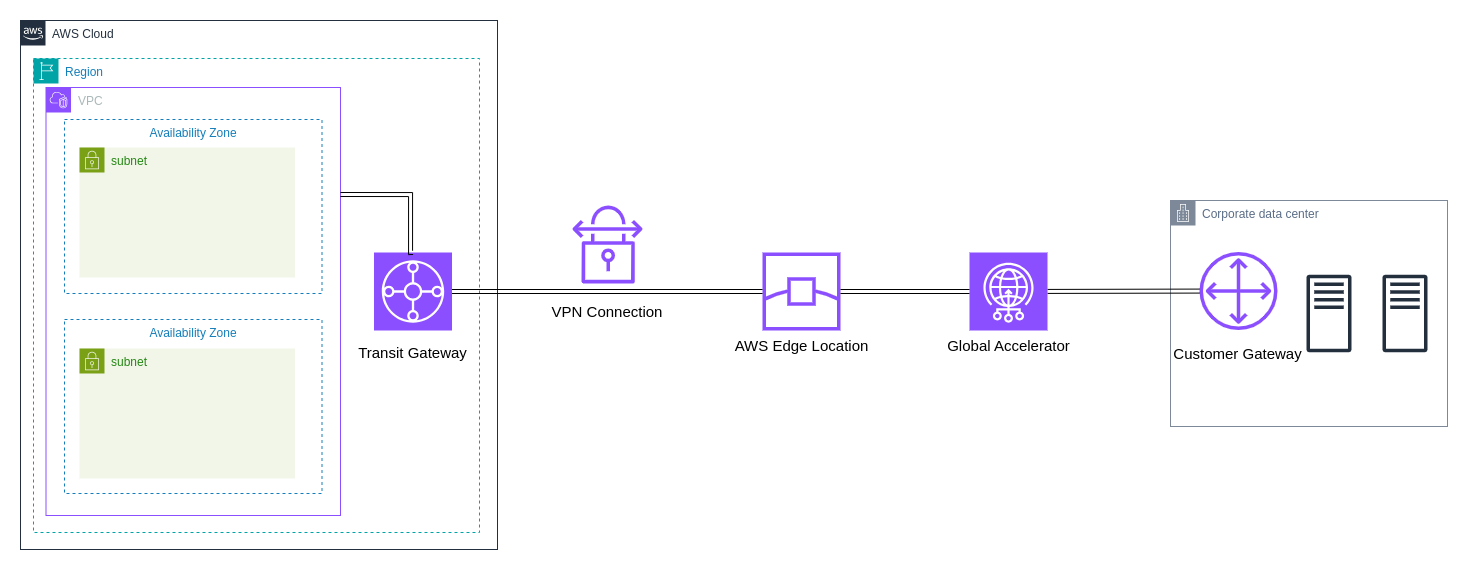 aws
AWS Cloud
Region
VPC
Availability Zone
subnet
Availability Zone
subnet
Transit Gateway
VPN Connection
AWS Edge Location
Global Accelerator
Corporate data center
Customer Gateway